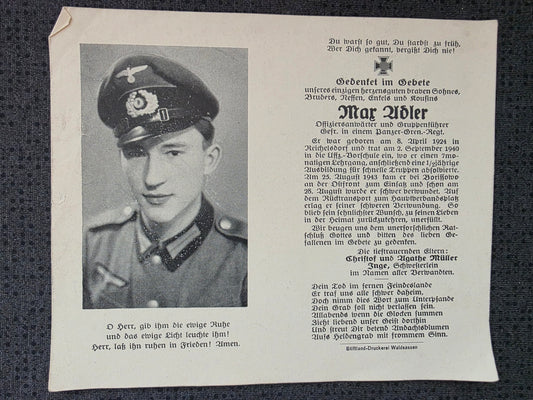 O Herr, gib ihm die ewige Ruhe
und das ewige Licht leuchte ihm!
Herr, laß ihn ruhen in Frieden! Amen.
Du warst so gut, Du starbst zu früh,
Wer Dich gekannt, vergißt Dich nie!
Gedenket im Gebete
unseres einzigen herzensguten braven Sohnes,
Bruders, Neffen, Enkels und Kousins
Max Adler
Offiziersanwärter und Gruppenführer
Gefr. in einem Panzer-Gren.-Regt.
Er war geboren am 8. April 1924 in
Reichelsdorf und trat am 2. September 1940
in die Uffz.-Vorschule ein, wo er einen 7mona-
tigen Lehrgang, anschließend eine 1/2jährige
Ausbildung für schnelle Truppen absolvierte.
Am 25. August 1943 kam er bei Borissowo
an der Ostfront zum Einsatz und schon am
28. August wurde er schwer verwundet. Auf
dem Rücktransport zum Hauptverbandsplatz
erlag er seiner schweren Verwundung. So
blieb sein sehnlichster Wunsch, zu seinen Lieben
in der Heimat zurückzukehren, unerfüllt.
Wir beugen uns dem unerforschlichen Rat-
schluß Gottes und bitten des lieben Ge-
fallenen im Gebete zu gedenken.
Die tieftrauernden Eltern:
Christof und Agathe Müller
Inge, Schwesterlein
im Namen aller Verwandten.
Dein Tod im fernen Feindeslande
Er traf uns alle schwer daheim.
Doch nimm dies Wort zum Unterpfande
Dein Grab soll nicht verlassen sein.
Allabends wenn die Glocken summen
Zieht liebend unser Geist dorthin
Und streut Dir betend Andachtsblumen
Aufs Heldengrab mit frommem Sinn.
Stiftland-Druckerei Waldsassen